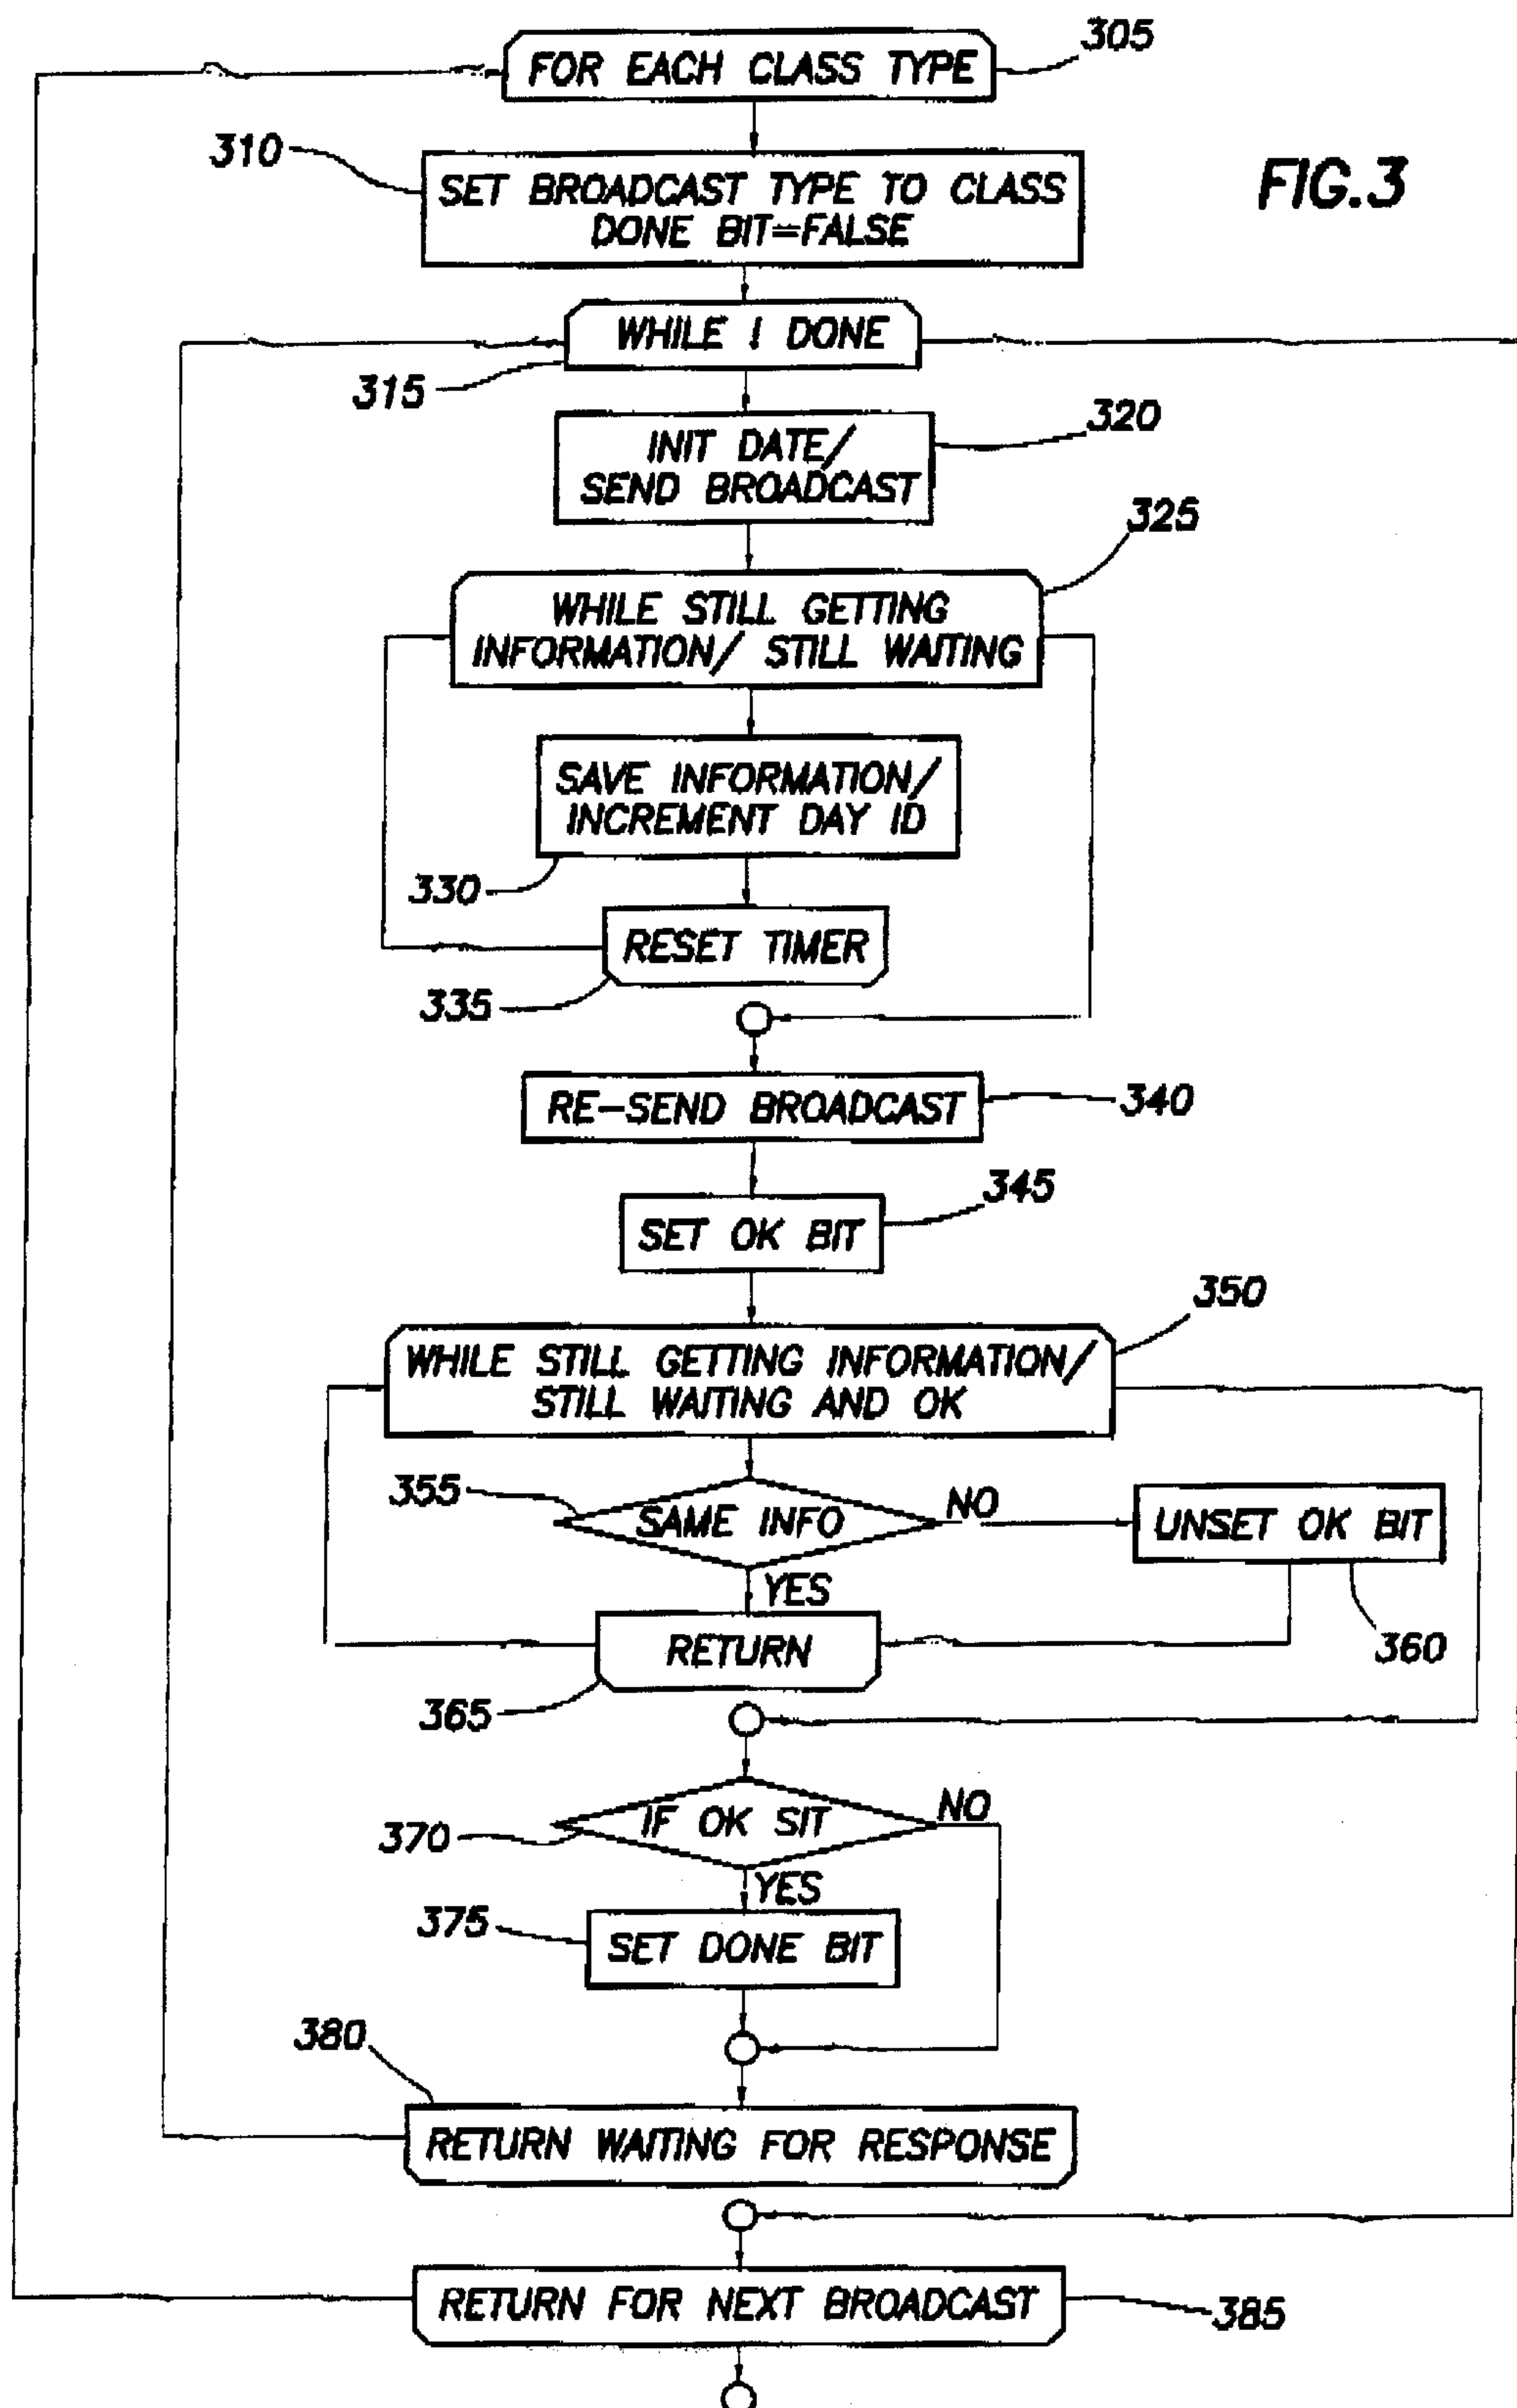 305
FOR EACH CLASS TYPE
310
SET BROADCAST TYPE TO CLASS
DONE BIT=FALSE
FIG.3
WHILE ! DONE
315
320
INIT DATE/
SEND BROADCAST
325
WHILE STILL GETTING
INFORMATION/ STILL WAITING
SAVE INFORMATION/
INCREMENT DAY ID
330
RESET TIMER
335
RE-SEND BROADCAST
340
345
SET OK BIT
350
WHILE STILL GETTING INFORMATION/
STILL WAITING AND OK
355
SAME INFO
NO
UNSET OK BIT
YES
RETURN
360
365
IF OK SIT
NO
370
YES
375
SET DONE BIT
380
RETURN WAITING FOR RESPONSE
RETURN FOR NEXT BROADCAST
385